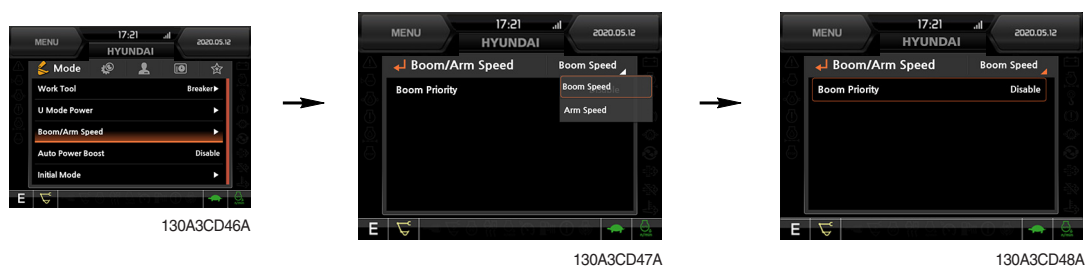 MENU 17:21 2020.05.12
HYUNDAI
Mode
Work Tool Breaker
U Mode Power
Boom/Arm Speed
Auto Power Boost Disable
Initial Mode
E
130A3CD46A
MENU 17:21 2020.05.12
HYUNDAI
Boom/Arm Speed Boom Speed
Boom Priority Boom Speed
Arm Speed
E
130A3CD47A
MENU 17:21 2020.05.12
HYUNDAI
Boom/Arm Speed Boom Speed
Boom Priority Disable
E
130A3CD48A